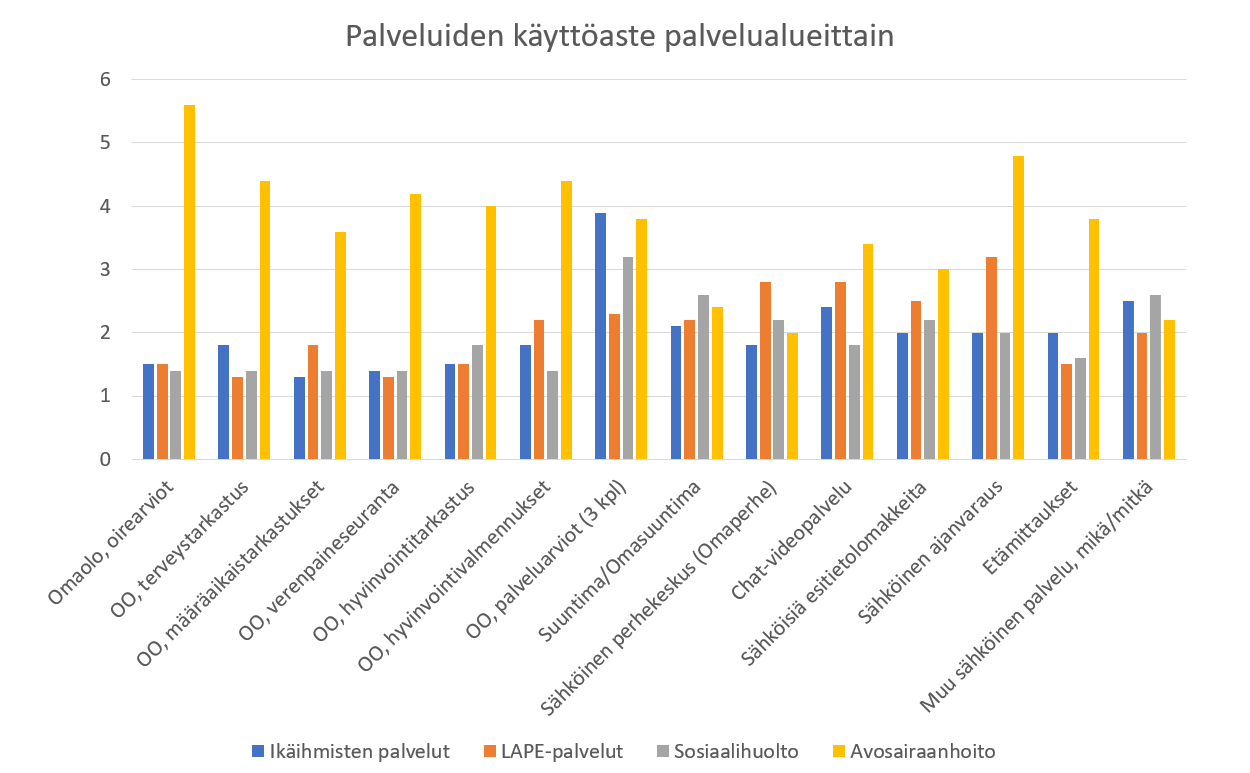 Palveluiden käyttöaste palvelualueittain
6
5
4
3
2
1
0
Omaolo, oirearviot
OO, terveystarkastus
OO, määräaikaistarkastukset
OO, verenpaineseuranta
OO, hyvinvointitarkastus
OO, hyvinvointivalmennukset
OO, palveluarviot (3 kpl)
Suuntima/Omasuuntima
Sähköinen perhekeskus (Omaperhe)
Chat-videopalvelu
Sähköisiä esitietolomakkeita
Sähköinen ajanvaraus
Etämittaukset
Muu sähköinen palvelu, mikä/mitkä
Ikäihmisten palvelut
LAPE-palvelut
Sosiaalihuolto
Avosairaanhoito